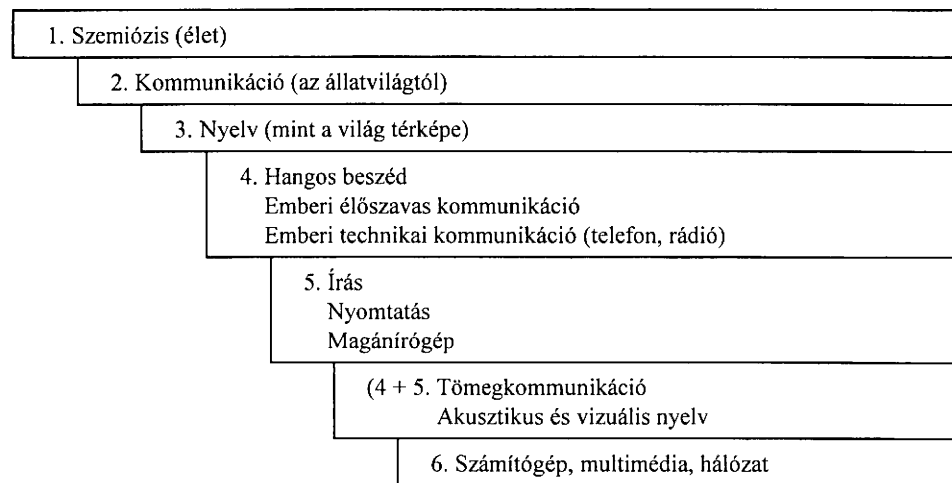 1. Szemiózis (élet)
2. Kommunikáció (az állatvilágtól)
3. Nyelv (mint a világ térképe)
4. Hangos beszéd
Emberi élőszavas kommunikáció
Emberi technikai kommunikáció (telefon, rádió)
5. Írás
Nyomtatás
Magánírógép
(4 + 5. Tömegkommunikáció
Akusztikus és vizuális nyelv
6. Számítógép, multimédia, hálózat